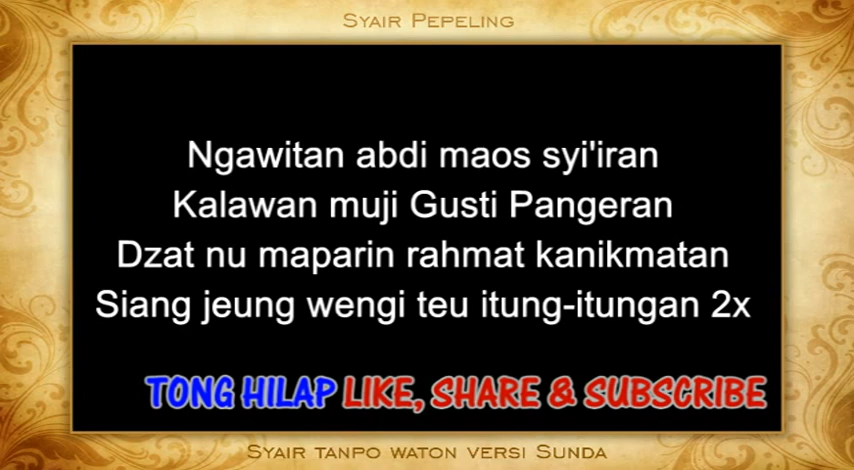 Syair Pepeling
Ngawitan abdi maos syi'iran
Kalawan muji Gusti Pangeran
Dzat nu maparin rahmat kanikmatan
Siang jeung wengi teu itung-itungan 2x
TONG HILAP LIKE, SHARE & SUBSCRIBE
Syair tanpo waton versi Sunda